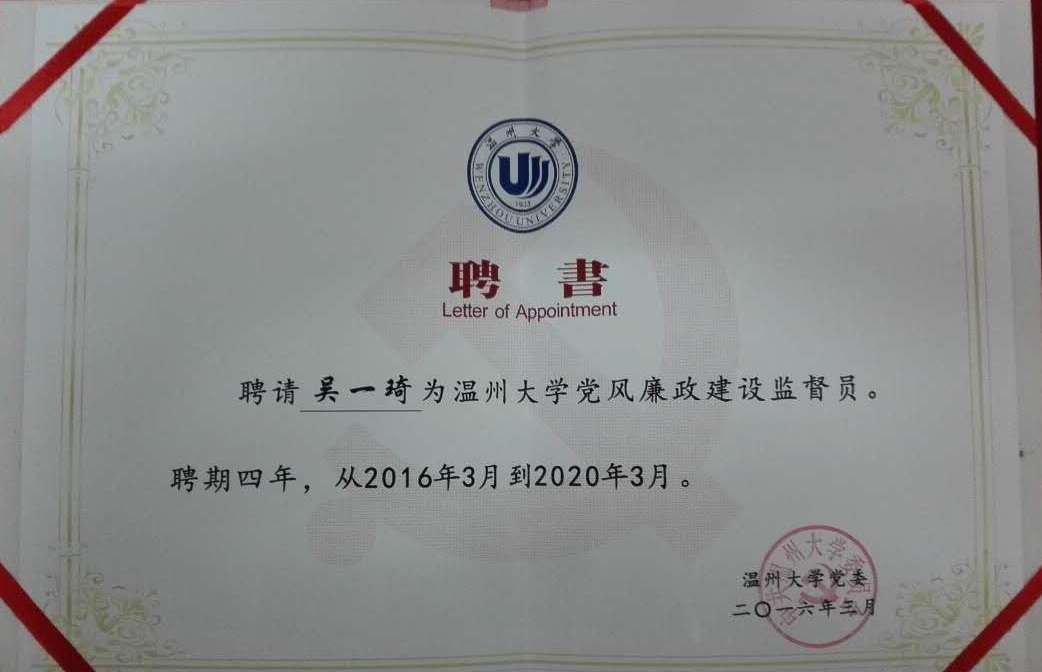 温州大学
WENZHOU UNIVERSITY
1933
聘 書
Letter of Appointment
聘请 吴一琦 为温州大学党风廉政建设监督员。
聘期四年，从2016年3月到2020年3月。
温州大学党委
二〇一六年三月